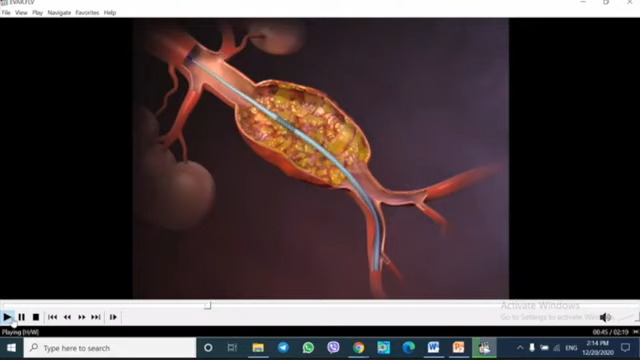 EVAR.FLV
File View Play Navigate Favorites Help
Activate Windows
Go to Settings to activate Windows.
Playing [H/W]
00:45 / 02:19
Type here to search
ENG
2:14 PM
12/20/2020